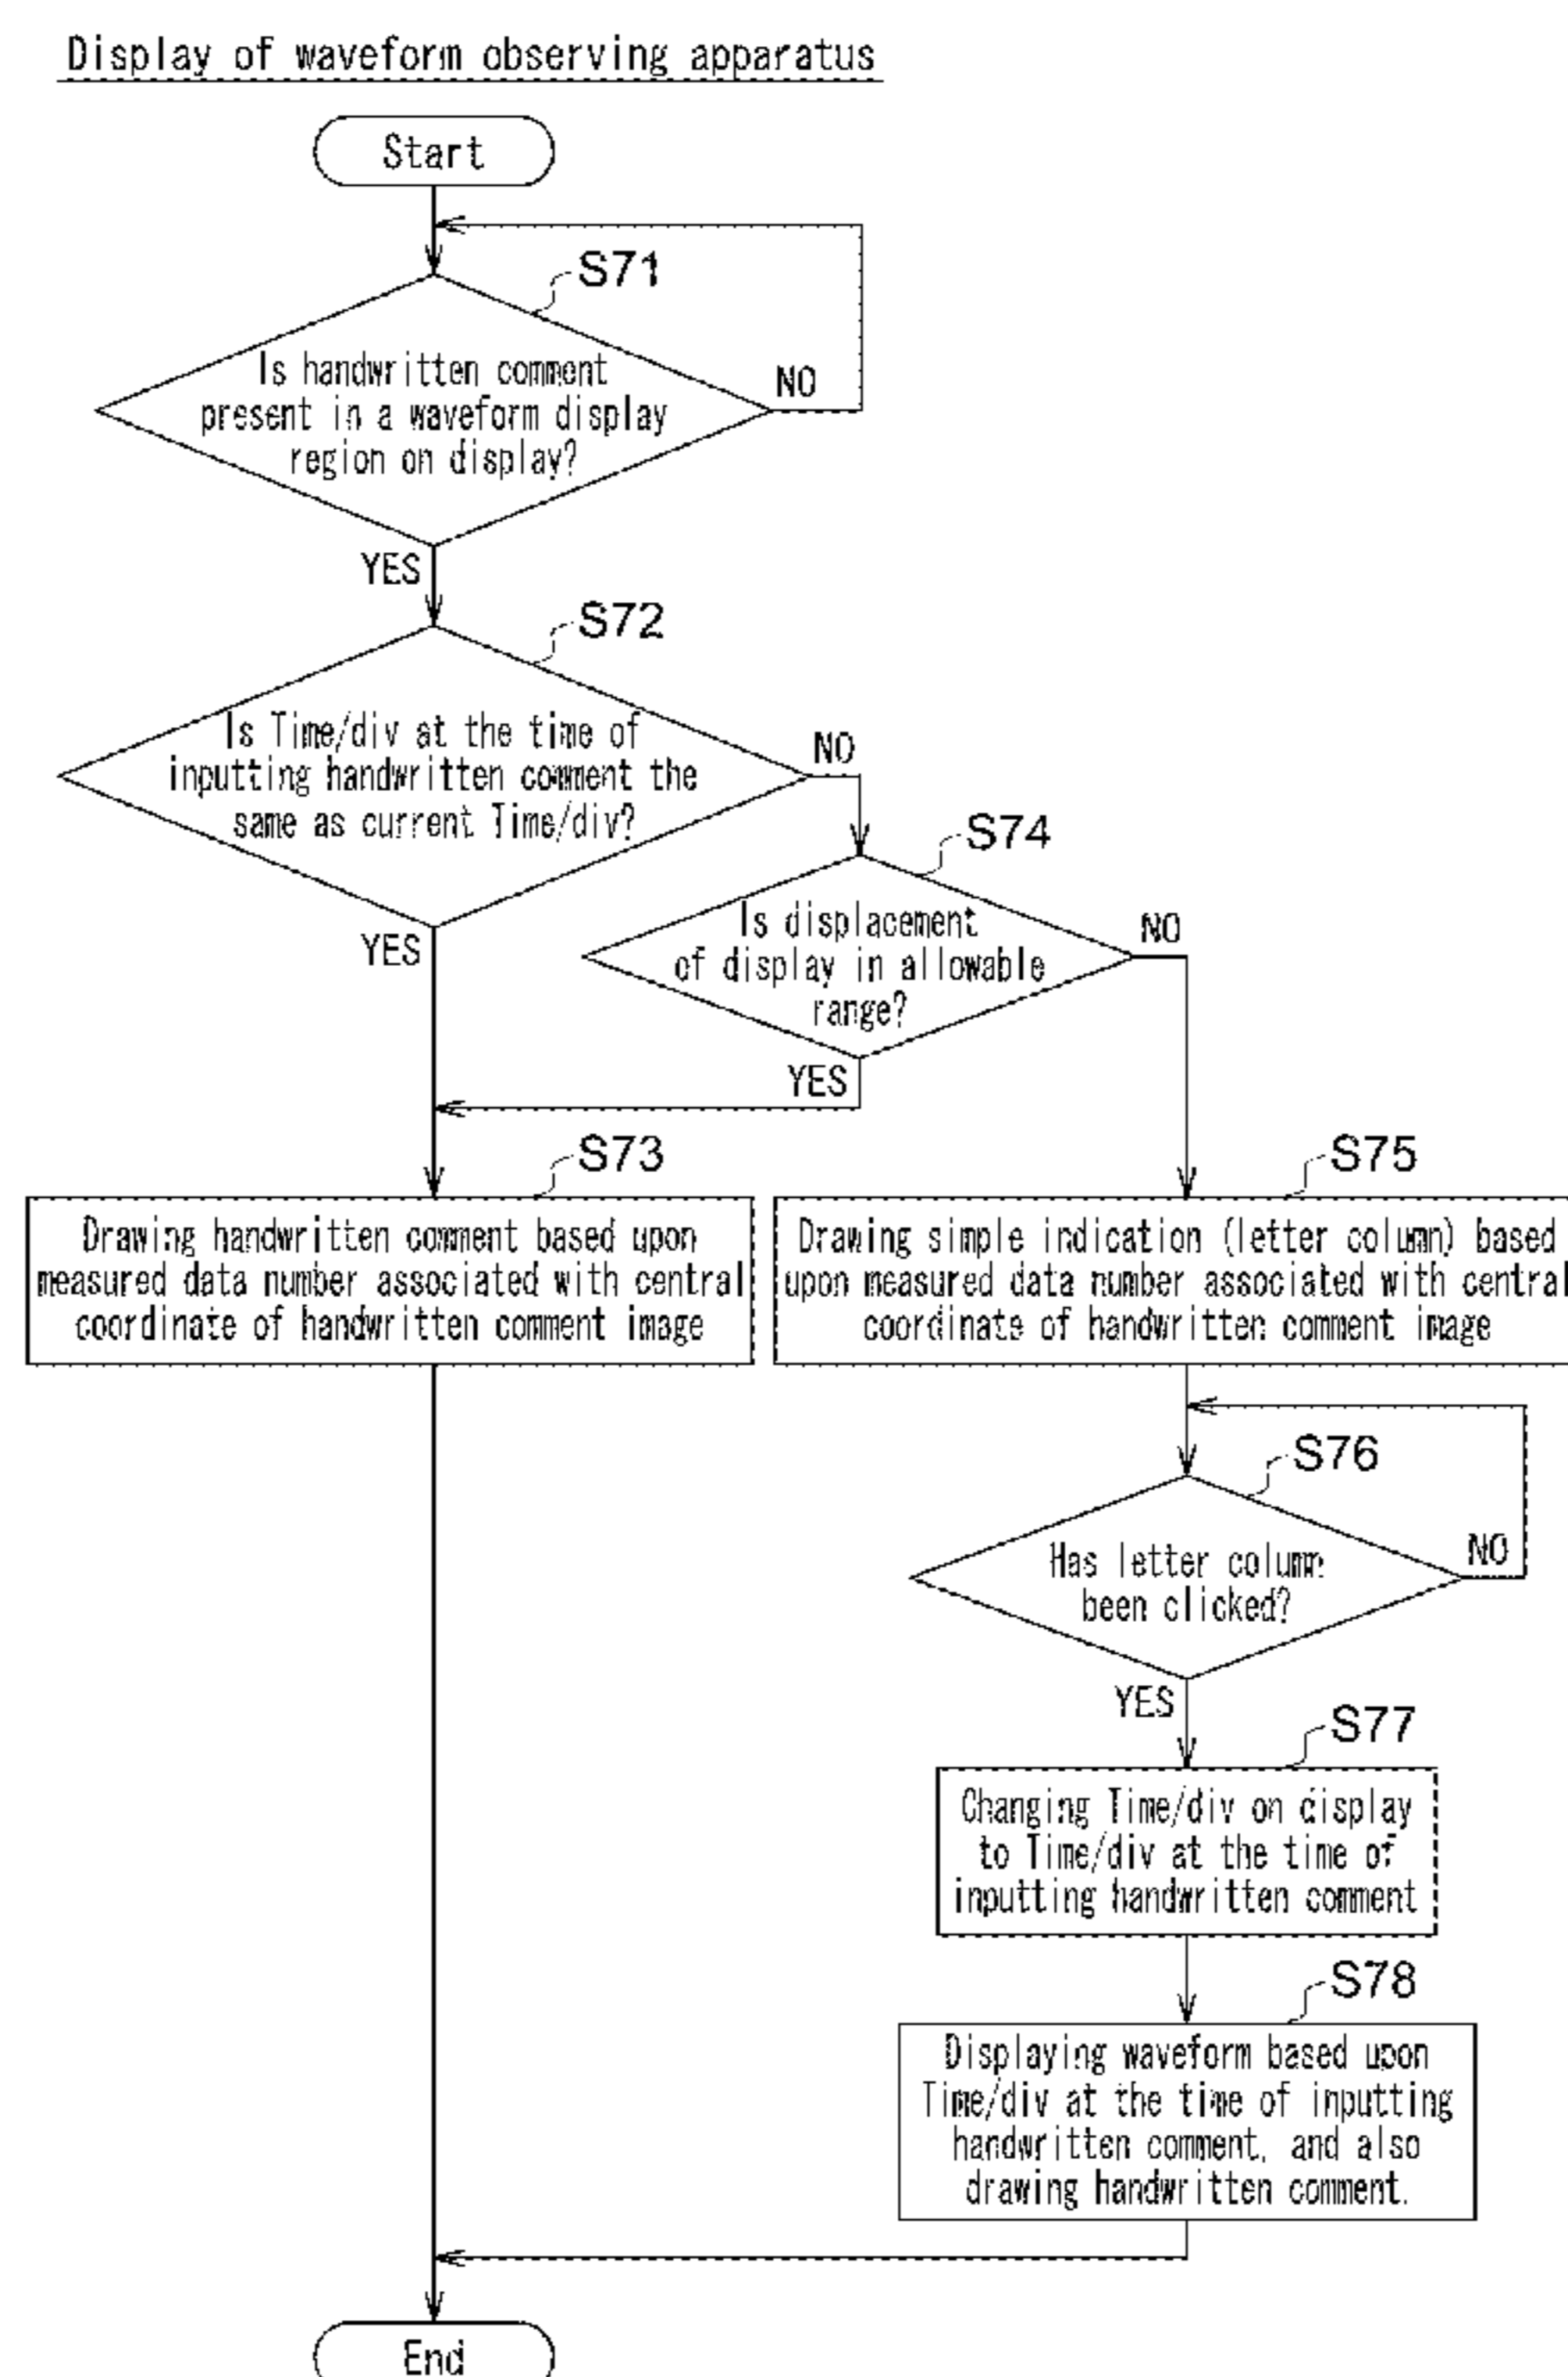 Display of waveform observing apparatus
Start
S71
Is handwritten comment
present in a waveform display
region on display?
NO
YES
S72
Is Time/div at the time of
inputting handwritten comment the
same as current Time/div?
NO
YES
S74
Is displacement
of display in allowable
range?
NO
YES
S73
Drawing handwritten comment based upon
measured data number associated with central
coordinate of handwritten comment image
S75
Drawing simple indication (letter column) based
upon measured data number associated with central
coordinate of handwritten comment image
S76
Has letter column
been clicked?
NO
YES
S77
Changing Time/div on display
to Time/div at the time of
inputting handwritten comment
S78
Displaying waveform based upon
Time/div at the time of inputting
handwritten comment, and also
drawing handwritten comment.
End